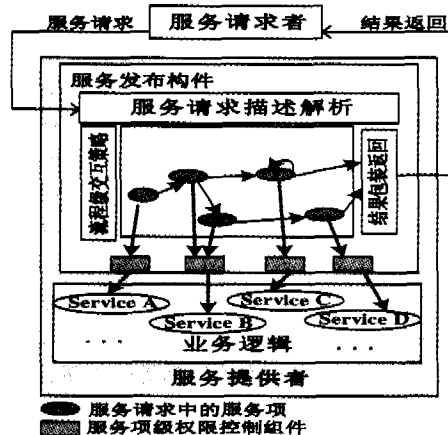 服务请求
服务请求者
结果返回
服务发布构件
服务请求描述解析
流程级交互策略
结果包装返回
Service A
Service C
Service B
Service D
. . .
业务逻辑
. . .
服务提供者
服务请求中的服务项
服务项级权限控制组件